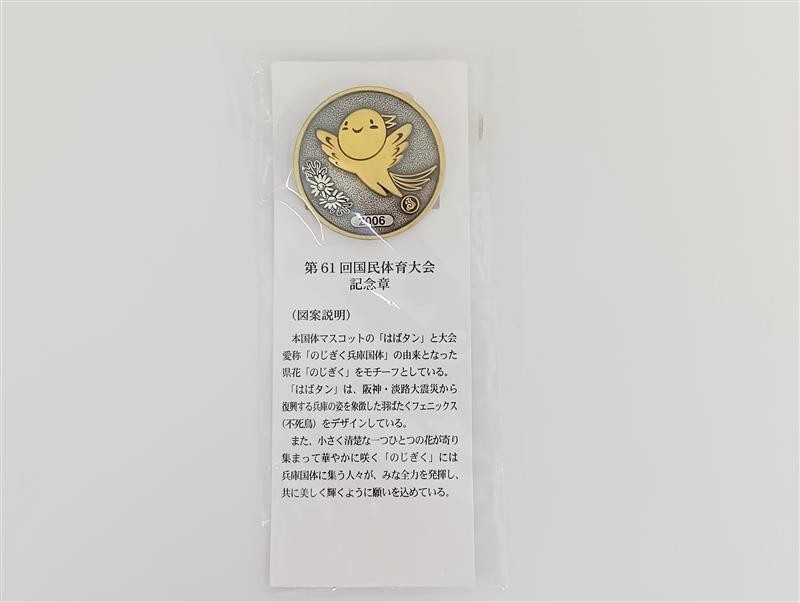 2006
第61回国民体育大会
記念章
（図案説明）
本国体マスコットの「はばタン」と大会
愛称「のじぎく兵庫国体」の由来となった
県花「のじぎく」をモチーフとしている。
「はばタン」は、阪神・淡路大震災から
復興する兵庫の姿を象徴した羽ばたくフェニックス
（不死鳥）をデザインしている。
また、小さく清楚な一つひとつの花が寄り
集まって華やかに咲く「のじぎく」には
兵庫国体に集う人々が、みな全力を発揮し、
共に美しく輝くように願いを込めている。